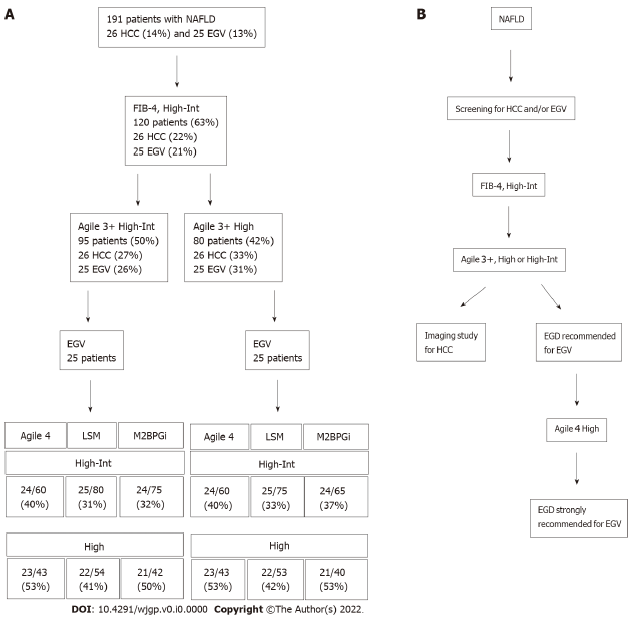 A
191 patients with NAFLD
26 HCC (14%) and 25 EGV (13%)
FIB-4, High-Int
120 patients (63%)
26 HCC (22%)
25 EGV (21%)
Agile 3+ High-Int
95 patients (50%)
26 HCC (27%)
25 EGV (26%)
Agile 3+ High
80 patients (42%)
26 HCC (33%)
25 EGV (31%)
EGV
25 patients
EGV
25 patients
Agile 4 LSM M2BPGi
High-Int
24/60 25/80 24/75
(40%) (31%) (32%)
High
23/43 22/54 21/42
(53%) (41%) (50%)
Agile 4 LSM M2BPGi
High-Int
24/60 25/75 24/65
(40%) (33%) (37%)
High
23/43 22/53 21/40
(53%) (42%) (53%)
B
NAFLD
Screening for HCC and/or EGV
FIB-4, High-Int
Agile 3+, High or High-Int
Imaging study
for HCC
EGD recommended
for EGV
Agile 4 High
EGD strongly
recommended for EGV
DOI: 10.4291/wjgp.v0.i0.0000 Copyright ©The Author(s) 2022.